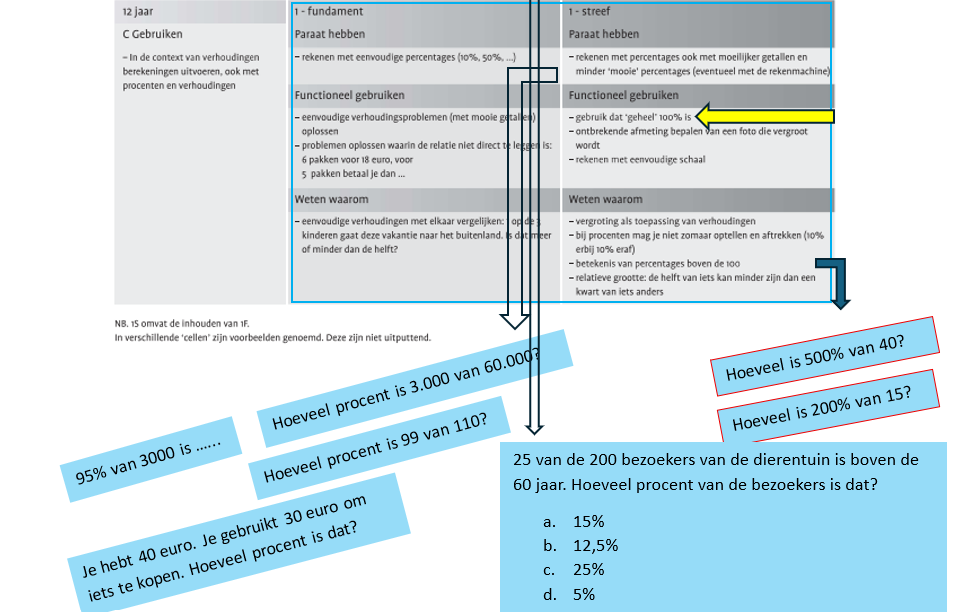 12 jaar
1 - fundament
1 - streef
C Gebruiken
Paraat hebben
Paraat hebben
– In de context van verhoudingen
berekeningen uitvoeren, ook met
procenten en verhoudingen
– rekenen met eenvoudige percentages (10%, 50%, ...)
– rekenen met percentages ook met moeilijker getallen en
minder ‘mooie’ percentages (eventueel met de rekenmachine)
Functioneel gebruiken
Functioneel gebruiken
– eenvoudige verhoudingsproblemen (met mooie getallen)
oplossen
– problemen oplossen waarin de relatie niet direct te leggen is:
6 pakken voor 18 euro, voor
5 pakken betaal je dan ...
– gebruik dat ‘geheel’ 100% is
– ontbrekende afmeting bepalen van een foto die vergroot
wordt
– rekenen met eenvoudige schaal
Weten waarom
Weten waarom
– eenvoudige verhoudingen met elkaar vergelijken: 1 op de 3
kinderen gaat deze vakantie naar het buitenland. Is dat meer
of minder dan de helft?
– vergroting als toepassing van verhoudingen
– bij procenten mag je niet zomaar optellen en aftrekken (10%
erbij 10% eraf)
– betekenis van percentages boven de 100
– relatieve grootte: de helft van iets kan minder zijn dan een
kwart van iets anders
NB. 1S omvat de inhouden van 1F.
In verschillende ‘cellen’ zijn voorbeelden genoemd. Deze zijn niet uitputtend.
Hoeveel procent is 3.000 van 60.000?
Hoeveel is 500% van 40?
Hoeveel is 200% van 15?
95% van 3000 is ......
Hoeveel procent is 99 van 110?
Je hebt 40 euro. Je gebruikt 30 euro om
iets te kopen. Hoeveel procent is dat?
25 van de 200 bezoekers van de dierentuin is boven de
60 jaar. Hoeveel procent van de bezoekers is dat?
a. 15%
b. 12,5%
c. 25%
d. 5%